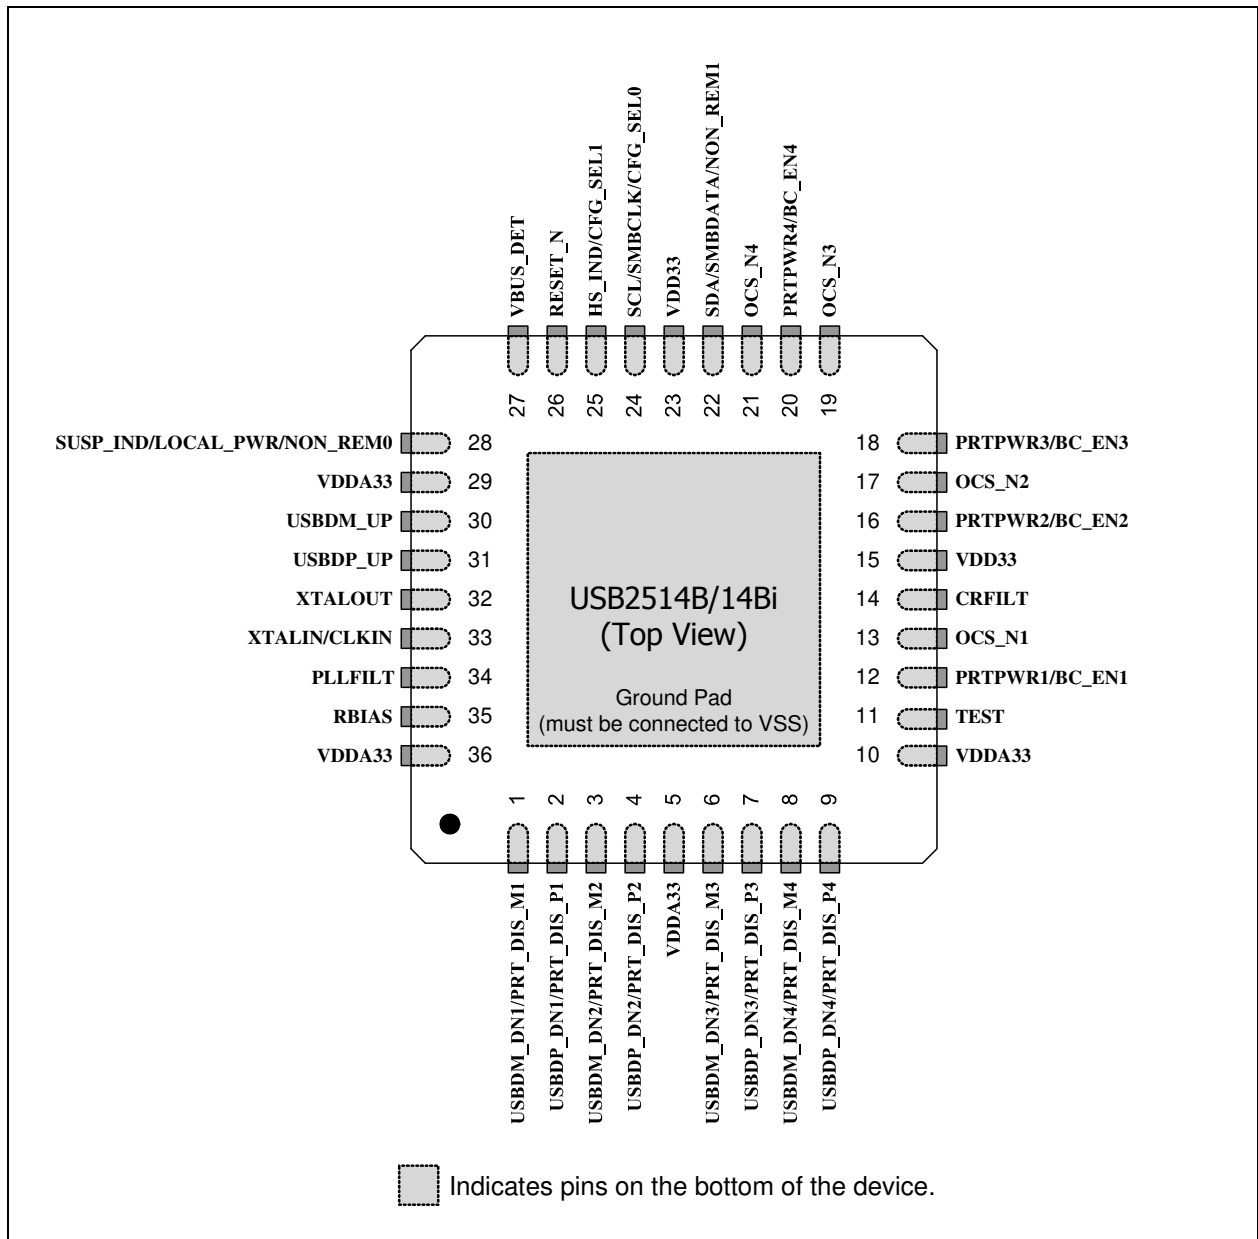 VBUS_DET
RESET_N
HS_IND/CFG_SEL1
SCL/SMBCLK/CFG_SEL0
VDD33
SDA/SMBDATA/NON_REM1
OCS_N4
PRTPWR4/BC_EN4
OCS_N3
27
26
25
24
23
22
21
20
19
SUSP_IND/LOCAL_PWR/NON_REM0 28
VDDA33 29
USBDM_UP 30
USBDP_UP 31
XTALOUT 32
XTALIN/CLKIN 33
PLLFILT 34
RBIAS 35
VDDA33 36
USB2514B/14Bi
(Top View)
Ground Pad
(must be connected to VSS)
18 PRTPWR3/BC_EN3
17 OCS_N2
16 PRTPWR2/BC_EN2
15 VDD33
14 CRFILT
13 OCS_N1
12 PRTPWR1/BC_EN1
11 TEST
10 VDDA33
1
2
3
4
5
6
7
8
9
USBDM_DN1/PRT_DIS_M1
USBDP_DN1/PRT_DIS_P1
USBDM_DN2/PRT_DIS_M2
USBDP_DN2/PRT_DIS_P2
VDDA33
USBDM_DN3/PRT_DIS_M3
USBDP_DN3/PRT_DIS_P3
USBDM_DN4/PRT_DIS_M4
USBDP_DN4/PRT_DIS_P4
Indicates pins on the bottom of the device.